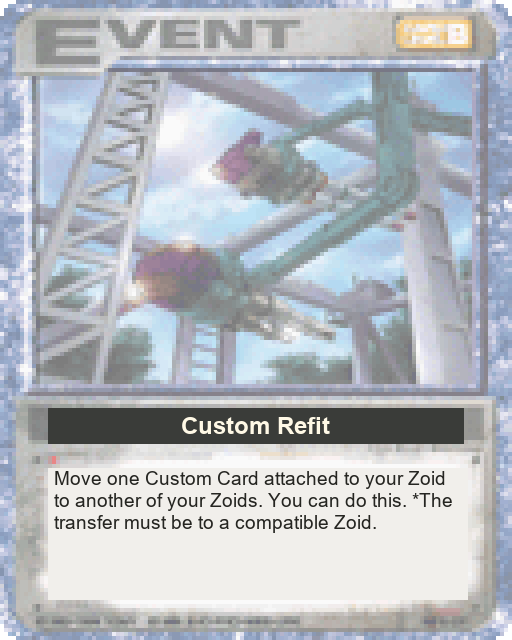 EVENT
B
Custom Refit
Move one Custom Card attached to your Zoid
to another of your Zoids. You can do this. *The
transfer must be to a compatible Zoid.